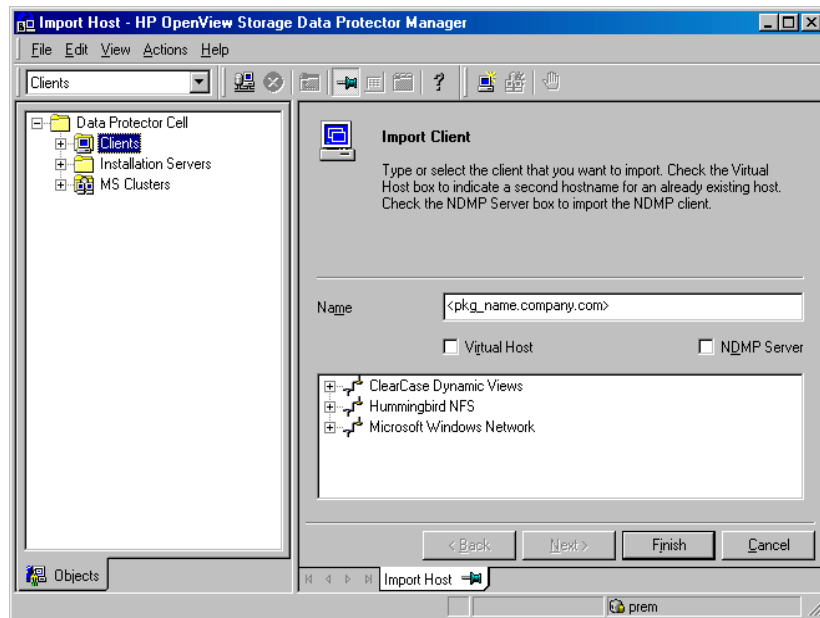 Import Host - HP OpenView Storage Data Protector Manager
File Edit View Actions Help
Clients
Data Protector Cell
Clients
Installation Servers
MS Clusters
Objects
Import Client
Type or select the client that you want to import. Check the Virtual
Host box to indicate a second hostname for an already existing host.
Check the NDMP Server box to import the NDMP client.
Name <pkg_name.company.com>
Virtual Host NDMP Server
ClearCase Dynamic Views
Hummingbird NFS
Microsoft Windows Network
< Back Next > Finish Cancel
Import Host
prem